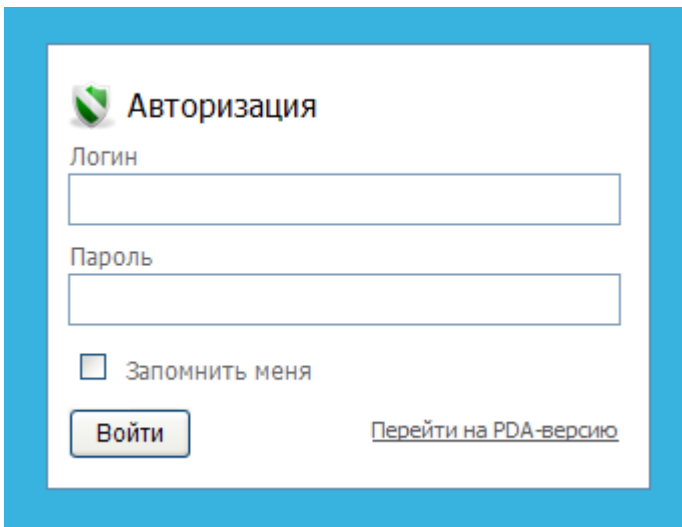 Авторизация
Логин
Пароль
Запомнить меня
Войти
Перейти на PDA-версию